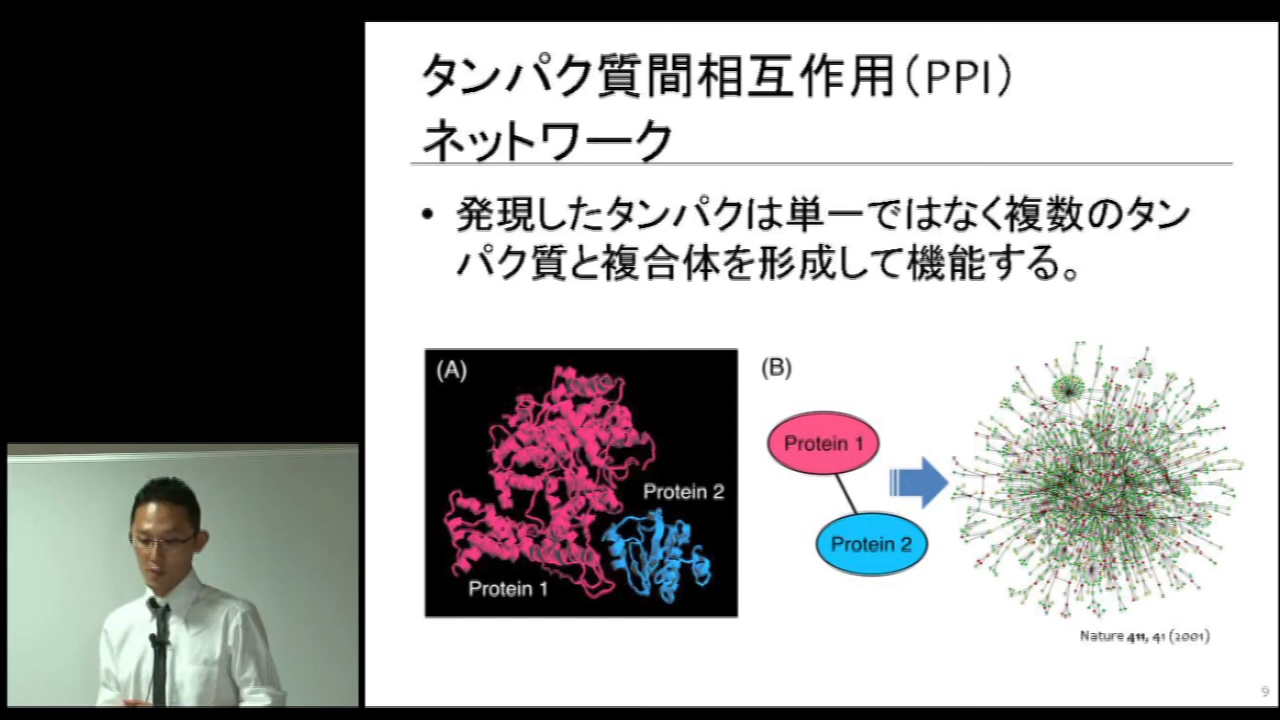 タンパク質間相互作用(PPI)
ネットワーク
• 発現したタンパクは単一ではなく複数のタン
パク質と複合体を形成して機能する。
(A)
Protein 2
Protein 1
(B)
Protein 1
Protein 2
Nature 411, 41 (2001)
9